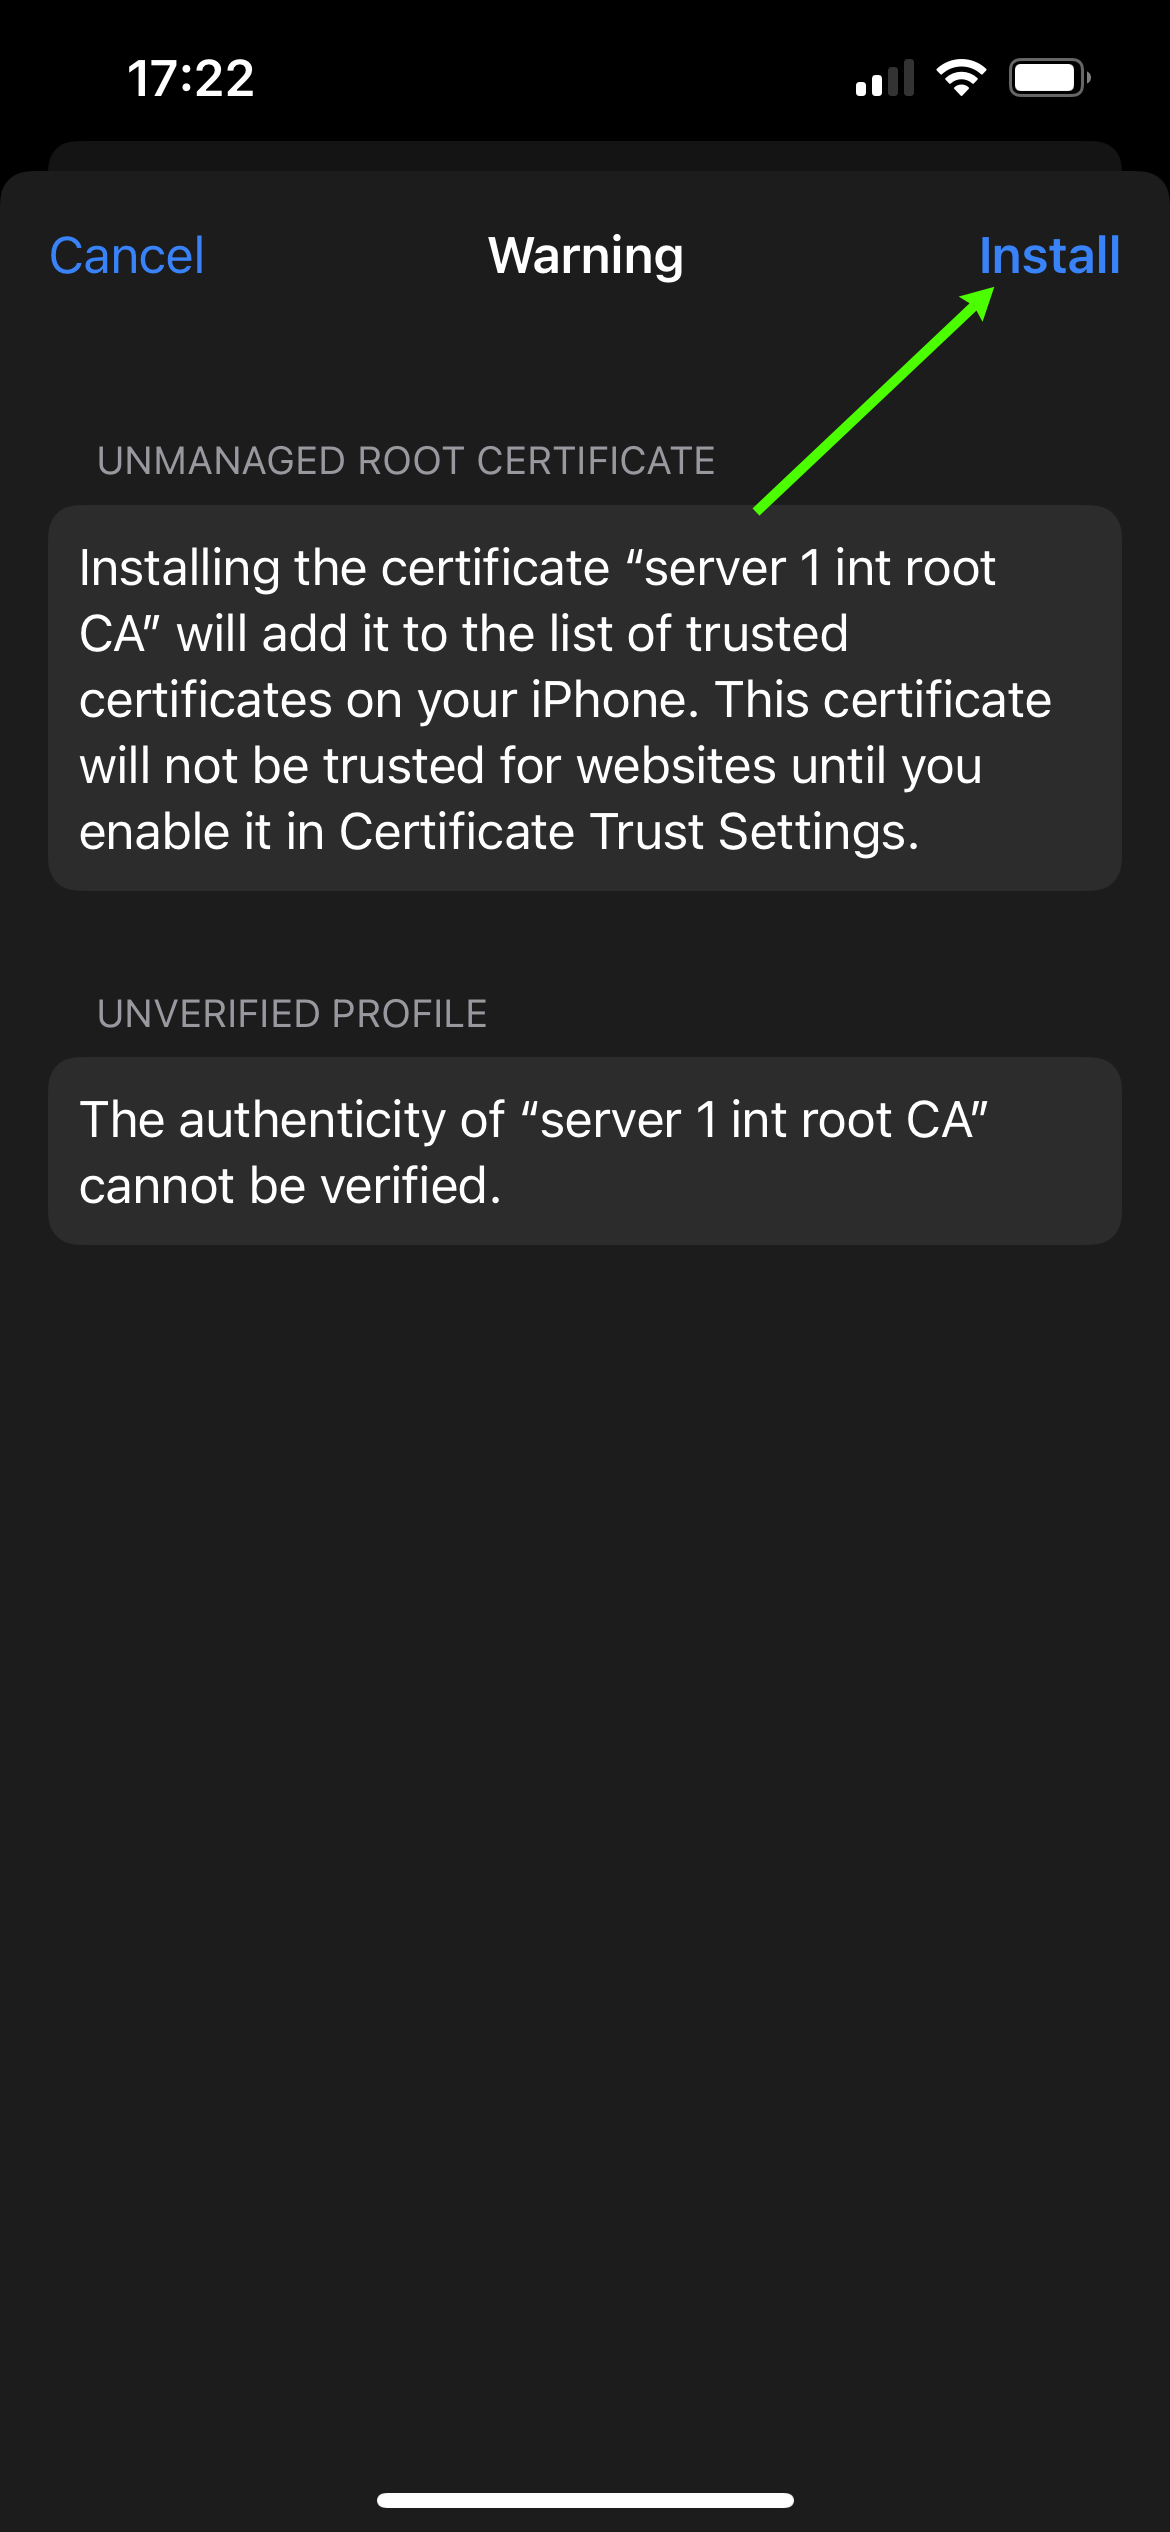 17:22
Cancel
Warning
Install
UNMANAGED ROOT CERTIFICATE
Installing the certificate “server 1 int root
CA” will add it to the list of trusted
certificates on your iPhone. This certificate
will not be trusted for websites until you
enable it in Certificate Trust Settings.
UNVERIFIED PROFILE
The authenticity of “server 1 int root CA”
cannot be verified.